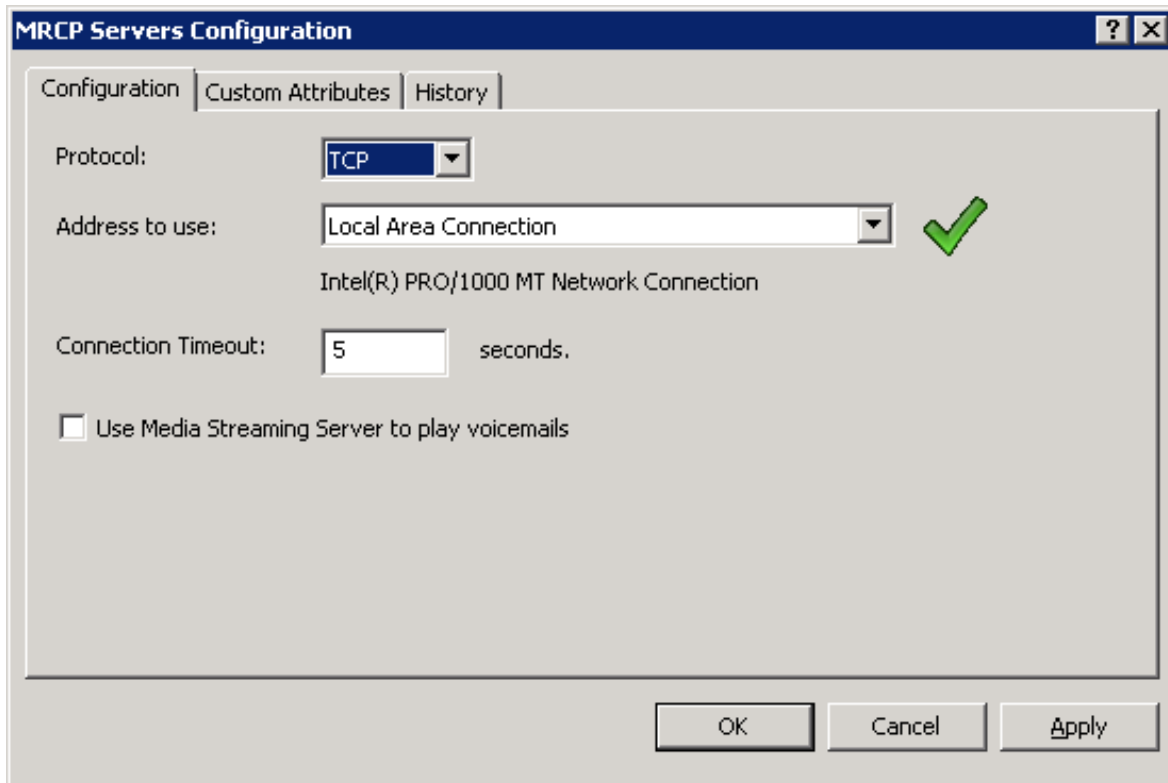 MRCP Servers Configuration
Configuration Custom Attributes History
Protocol: TCP
Address to use: Local Area Connection
Intel(R) PRO/1000 MT Network Connection
Connection Timeout: 5 seconds.
Use Media Streaming Server to play voicemails
OK Cancel Apply